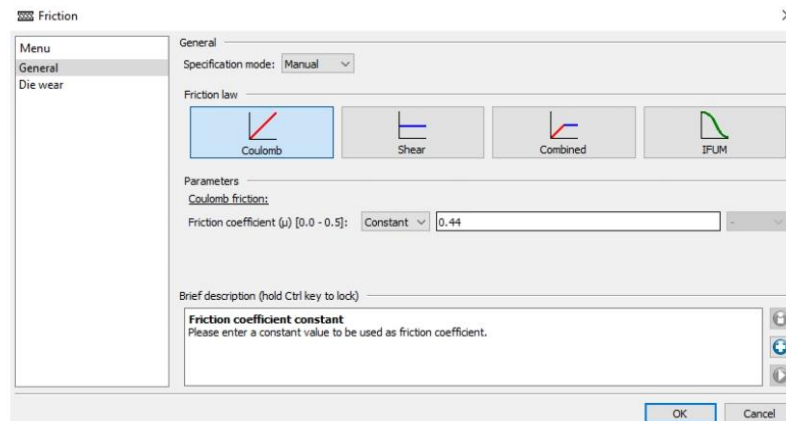 Friction
Menu
General
Die wear
General
Specification mode: Manual
Friction law
Coulomb
Shear
Combined
IFUM
Parameters
Coulomb friction:
Friction coefficient (μ) [0.0 - 0.5]: Constant 0.44 -
Brief description (hold Ctrl key to lock)
Friction coefficient constant
Please enter a constant value to be used as friction coefficient.
OK Cancel